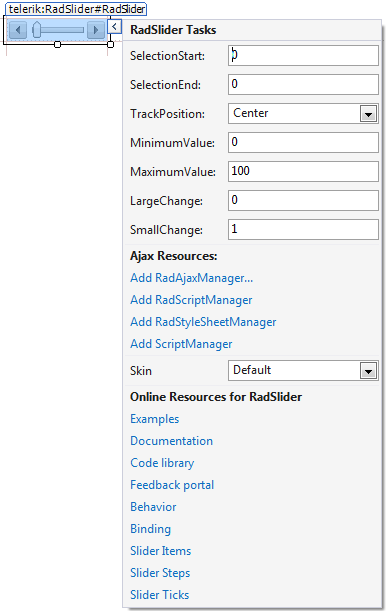 telerik:RadSlider#RadSlider
RadSlider Tasks
SelectionStart: 0
SelectionEnd: 0
TrackPosition: Center
MinimumValue: 0
MaximumValue: 100
LargeChange: 0
SmallChange: 1
Ajax Resources:
Add RadAjaxManager...
Add RadScriptManager
Add RadStyleSheetManager
Add ScriptManager
Skin Default
Online Resources for RadSlider
Examples
Documentation
Code library
Feedback portal
Behavior
Binding
Slider Items
Slider Steps
Slider Ticks